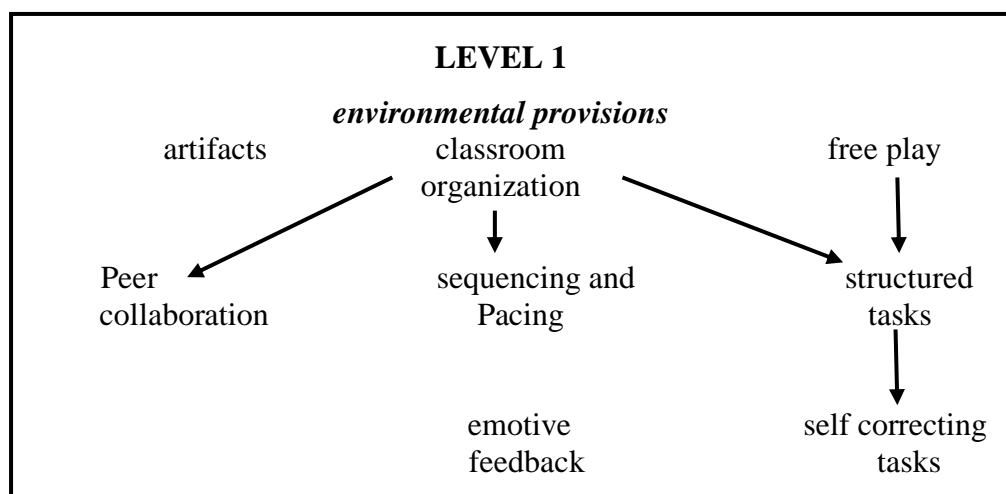 LEVEL 1
environmental provisions
artifacts classroom free play
organization
Peer sequencing and structured
collaboration Pacing tasks
emotive self correcting
feedback tasks